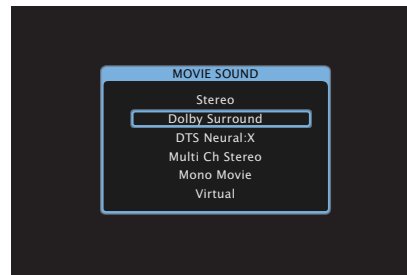 MOVIE SOUND
Stereo
Dolby Surround
DTS Neural:X
Multi Ch Stereo
Mono Movie
Virtual